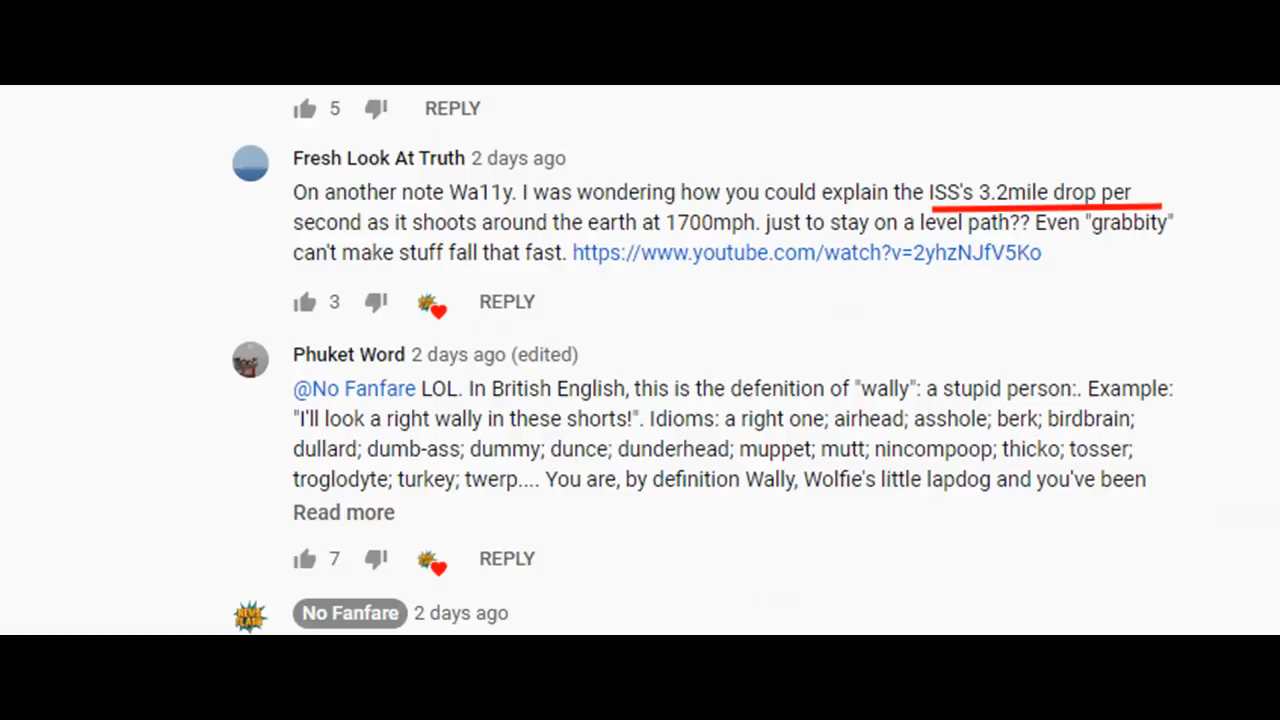 5 REPLY
Fresh Look At Truth 2 days ago
On another note Wa11y. I was wondering how you could explain the ISS's 3.2mile drop per
second as it shoots around the earth at 1700mph. just to stay on a level path?? Even "grabbity"
can't make stuff fall that fast. https://www.youtube.com/watch?v=2yhzNJfV5Ko
3 REPLY
Phuket Word 2 days ago (edited)
@No Fanfare LOL. In British English, this is the defenition of "wally": a stupid person:. Example:
"I'll look a right wally in these shorts!". Idioms: a right one; airhead; asshole; berk; birdbrain;
dullard; dumb-ass; dummy; dunce; dunderhead; muppet; mutt; nincompoop; thicko; tosser;
troglodyte; turkey; twerp.... You are, by definition Wally, Wolfie's little lapdog and you've been
Read more
7 REPLY
No Fanfare 2 days ago